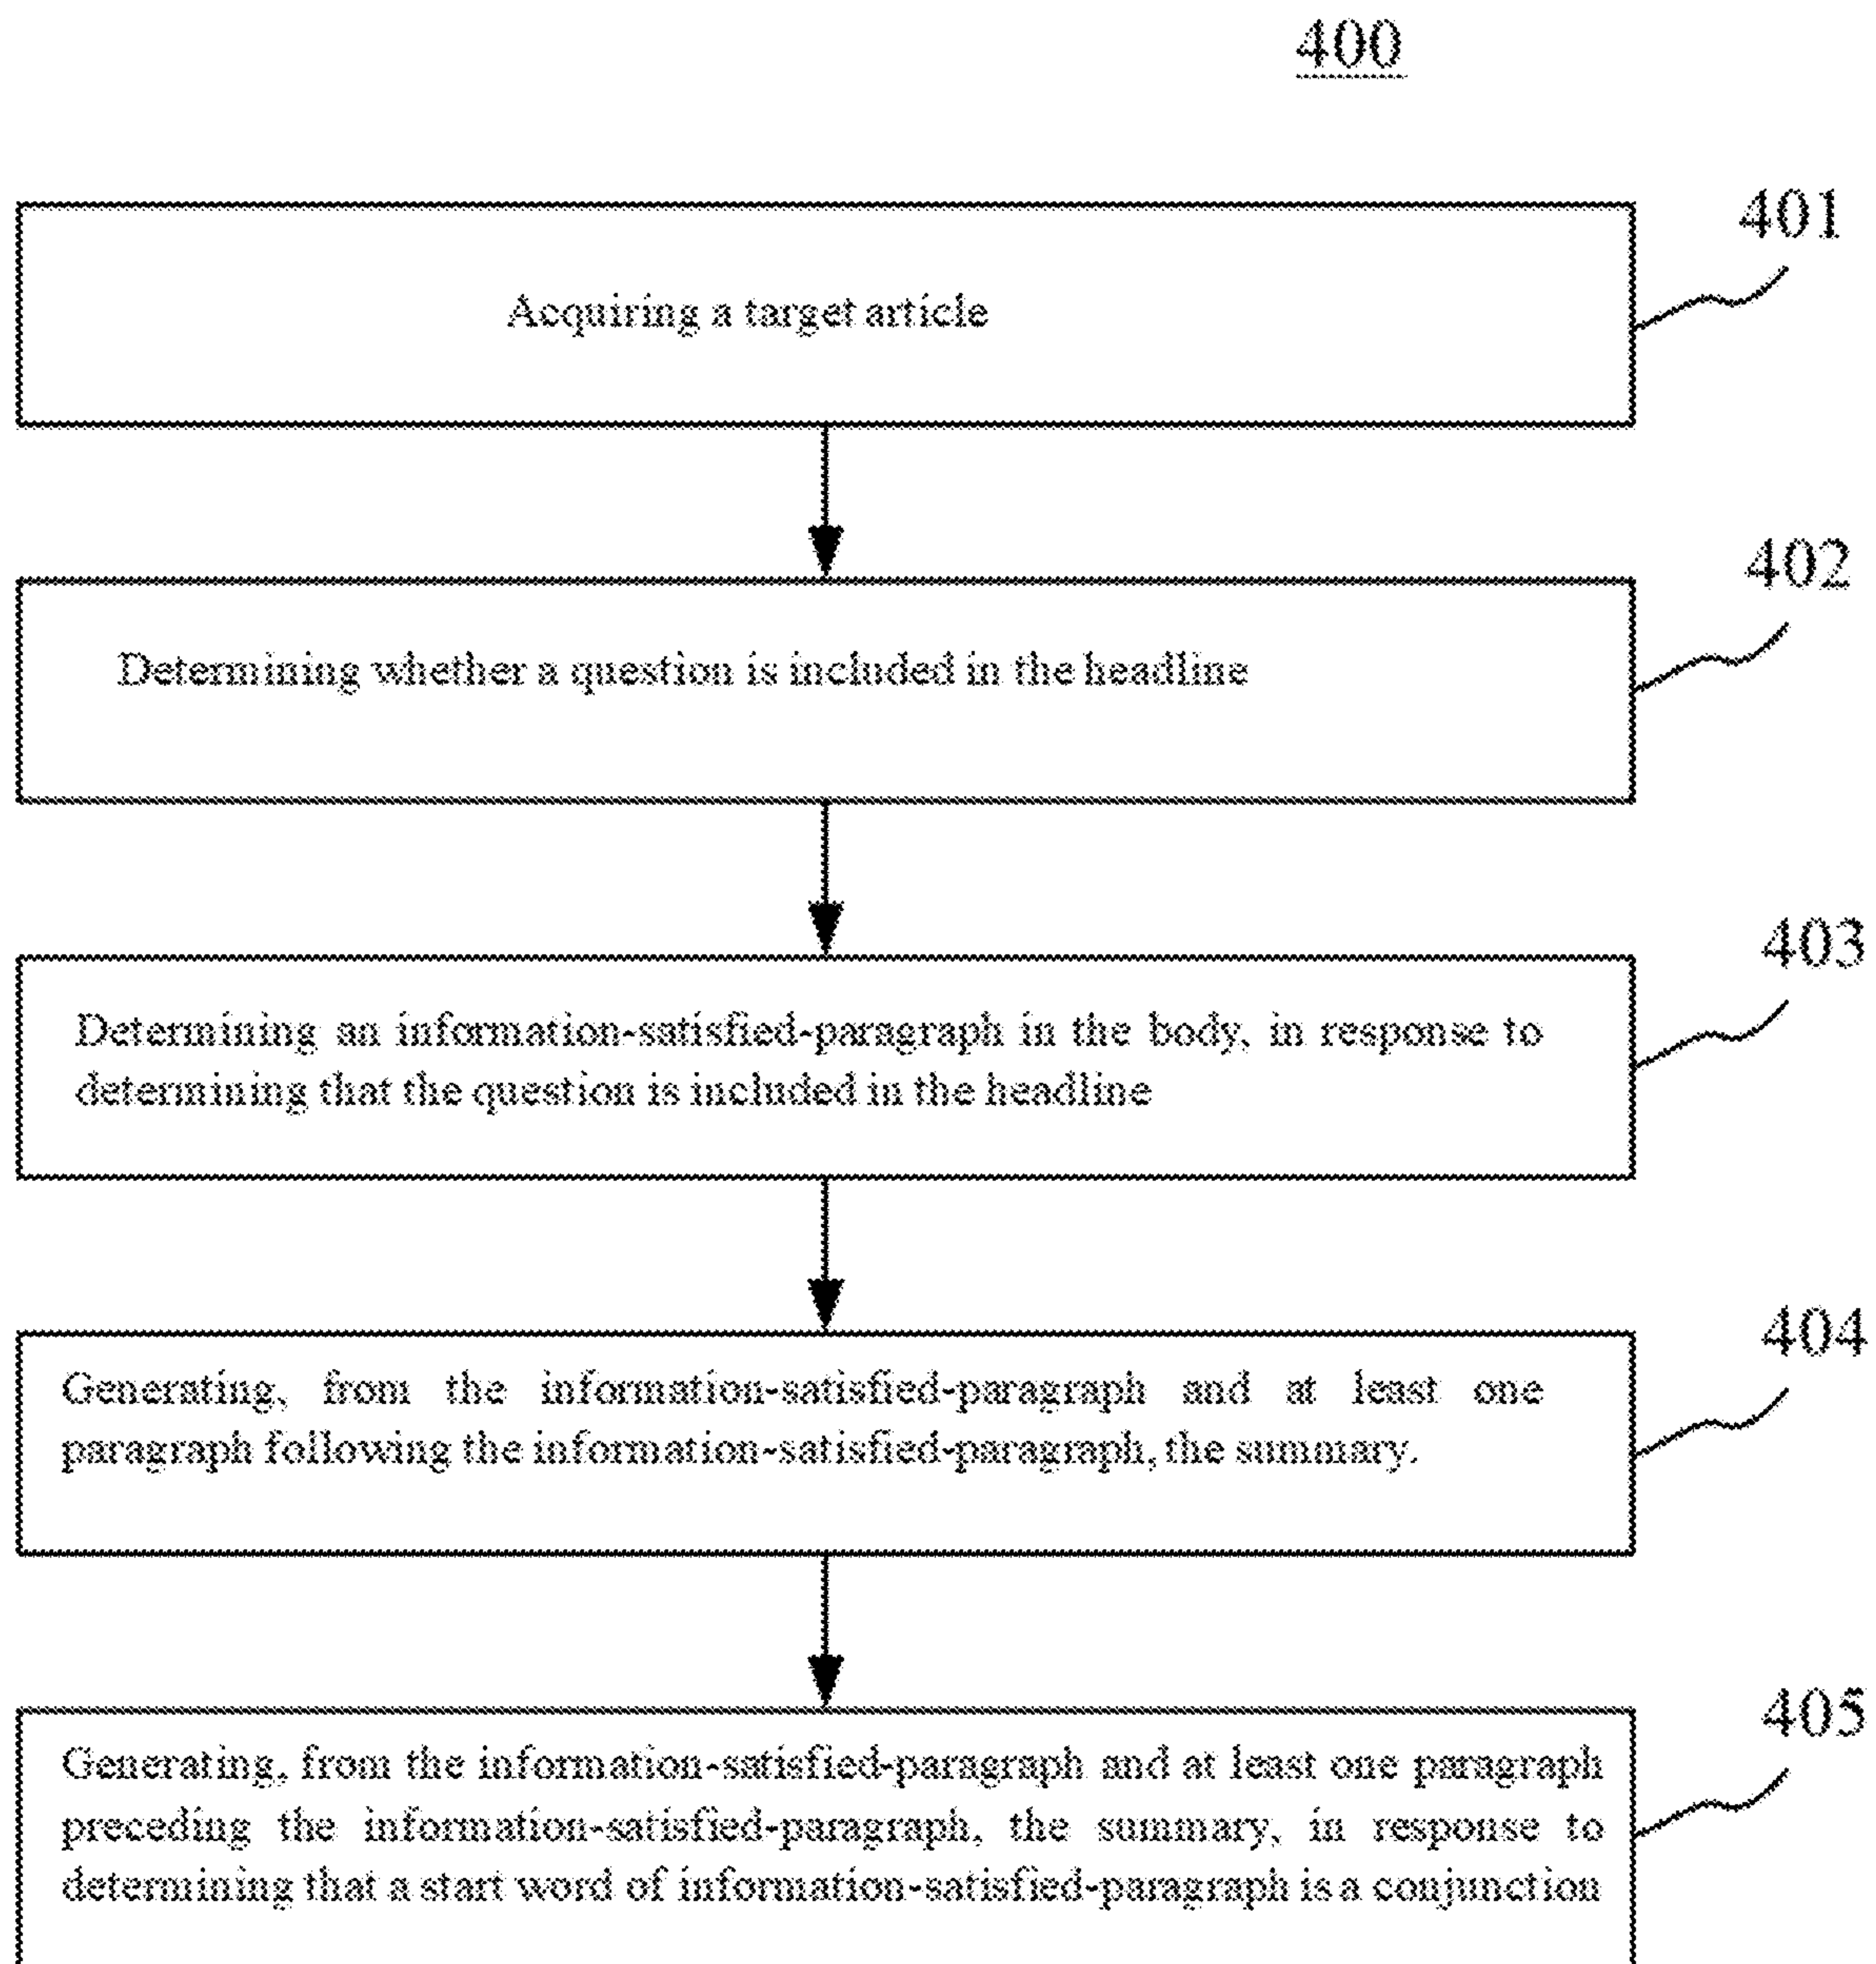 400
401
Acquiring a target article
402
Determining whether a question is included in the headline
403
Determining an information-satisfied-paragraph in the body, in response to
determining that the question is included in the headline
404
Generating, from the information-satisfied-paragraph and at least one
paragraph following the information-satisfied-paragraph, the summary.
405
Generating, from the information-satisfied-paragraph and at least one paragraph
preceding the information-satisfied-paragraph, the summary, in response to
determining that a start word of information-satisfied-paragraph is a conjunction